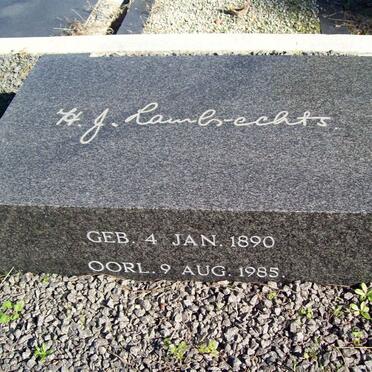 H. J. Lambrechts.
GEB. 4 JAN. 1890
OORL. 9 AUG. 1985.